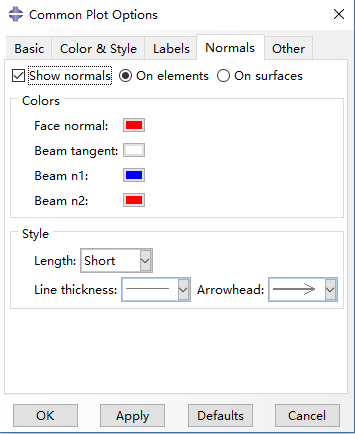 Common Plot Options
Basic Color & Style Labels Normals Other
Show normals On elements On surfaces
Colors
Face normal:
Beam tangent:
Beam n1:
Beam n2:
Style
Length: Short
Line thickness: Arrowhead:
OK Apply Defaults Cancel